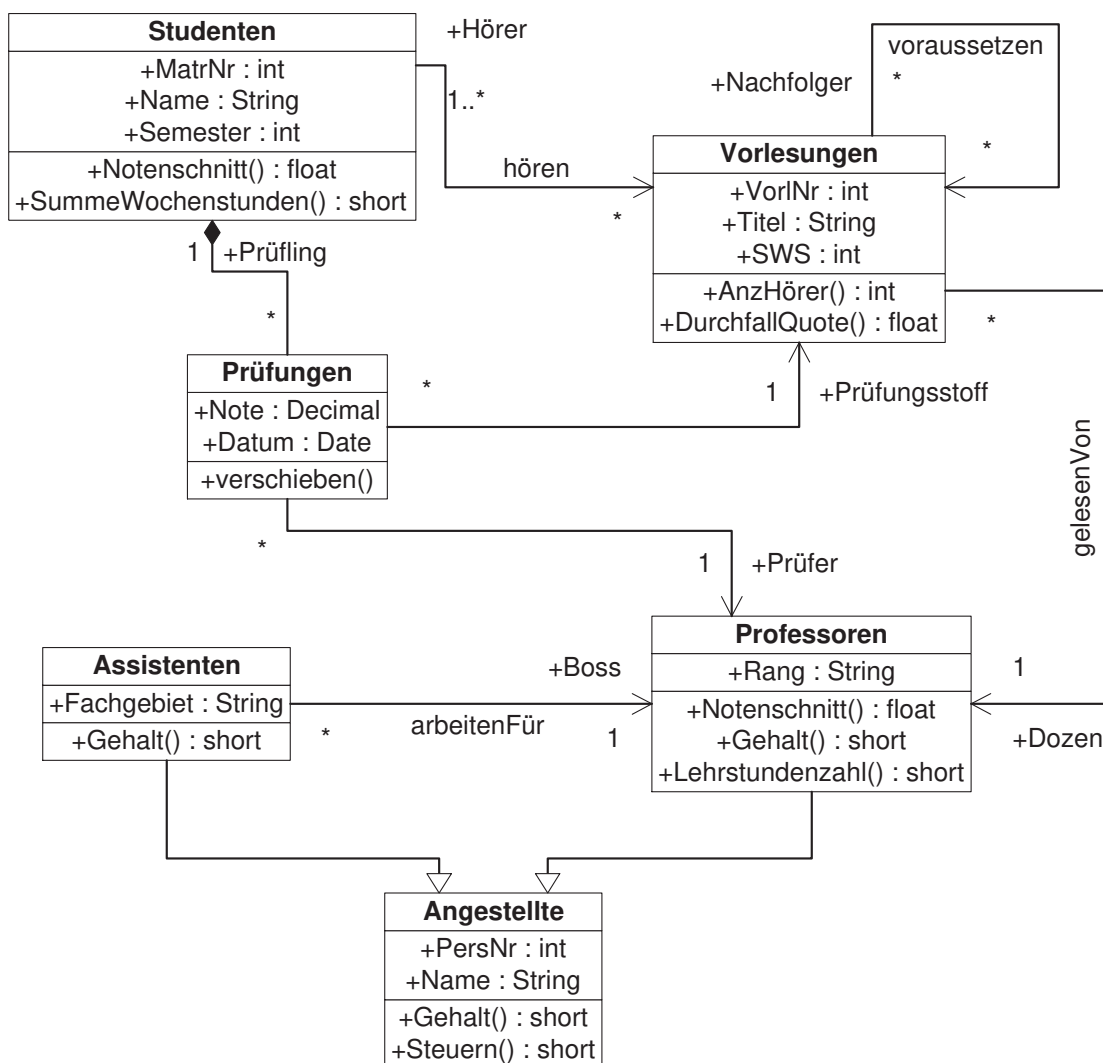 Studenten
+MatrNr : int
+Name : String
+Semester : int
+Notenschnitt() : float
+SummeWochenstunden() : short
+Hörer
1..*
hören
*
voraussetzen
+Nachfolger
*
*
Vorlesungen
+VorlNr : int
+Titel : String
+SWS : int
+AnzHörer() : int
+DurchfallQuote() : float
*
1
+Prüfling
*
Prüfungen
+Note : Decimal
+Datum : Date
+verschieben()
*
1
+Prüfungsstoff
gelesenVon
*
1
+Prüfer
Professoren
+Rang : String
+Notenschnitt() : float
+Gehalt() : short
+Lehrstundenzahl() : short
1
+Dozen
Assistenten
+Fachgebiet : String
+Gehalt() : short
+Boss
*
arbeitenFür
1
Angestellte
+PersNr : int
+Name : String
+Gehalt() : short
+Steuern() : short